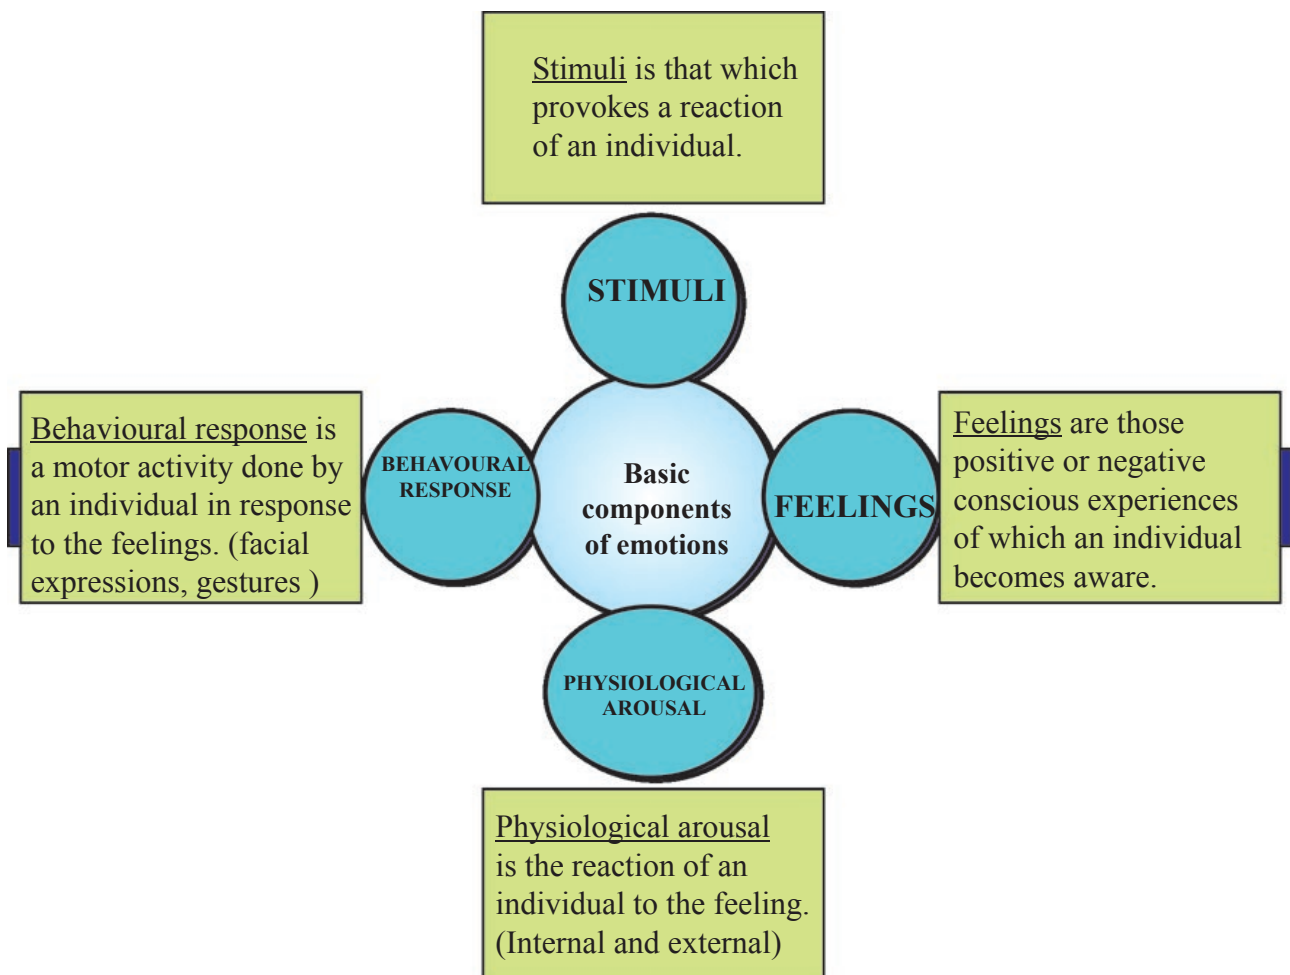 Stimuli is that which
provokes a reaction
of an individual.
STIMULI
Behavioural response is
a motor activity done by
an individual in response
to the feelings. (facial
expressions, gestures )
BEHAVOURAL
RESPONSE
Basic
components
of emotions
FEELINGS
Feelings are those
positive or negative
conscious experiences
of which an individual
becomes aware.
PHYSIOLOGICAL
AROUSAL
Physiological arousal
is the reaction of an
individual to the feeling.
(Internal and external)